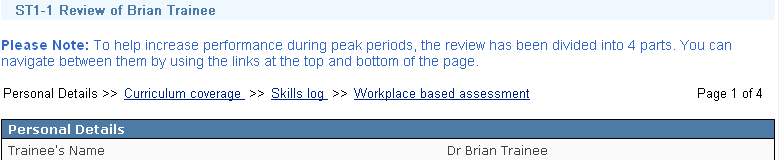 ST1-1 Review of Brian Trainee
Please Note: To help increase performance during peak periods, the review has been divided into 4 parts. You can
navigate between them by using the links at the top and bottom of the page.
Personal Details >> Curriculum coverage >> Skills log >> Workplace based assessment Page 1 of 4
Personal Details
Trainee's Name Dr Brian Trainee